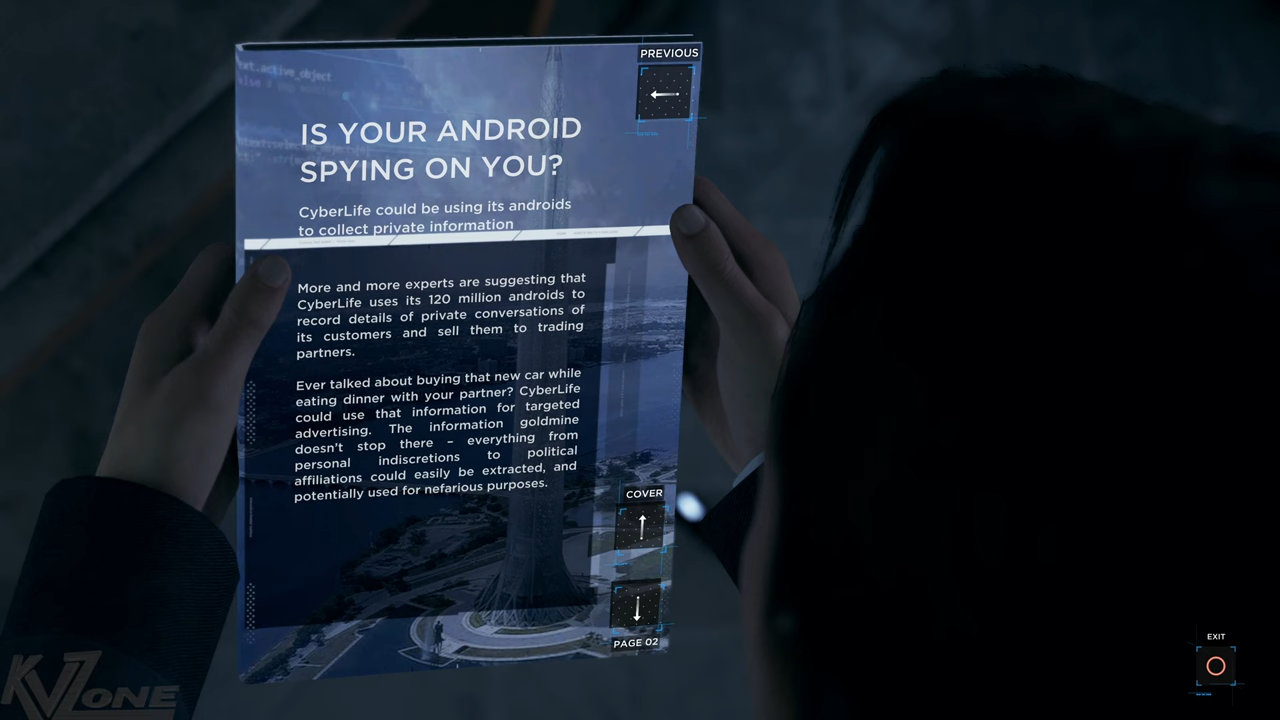 PREVIOUS
ext.active_object
IS YOUR ANDROID
SPYING ON YOU?
CyberLife could be using its androids
to collect private information
More and more experts are suggesting that
CyberLife uses its 120 million androids to
record details of private conversations of
its customers and sell them to trading
partners.
Ever talked about buying that new car while
eating dinner with your partner? CyberLife
could use that information for targeted
advertising. The information goldmine
doesn't stop there – everything from
personal indiscretions to political
affiliations could easily be extracted, and
potentially used for nefarious purposes.
COVER
PAGE 02
EXIT
KVZONE